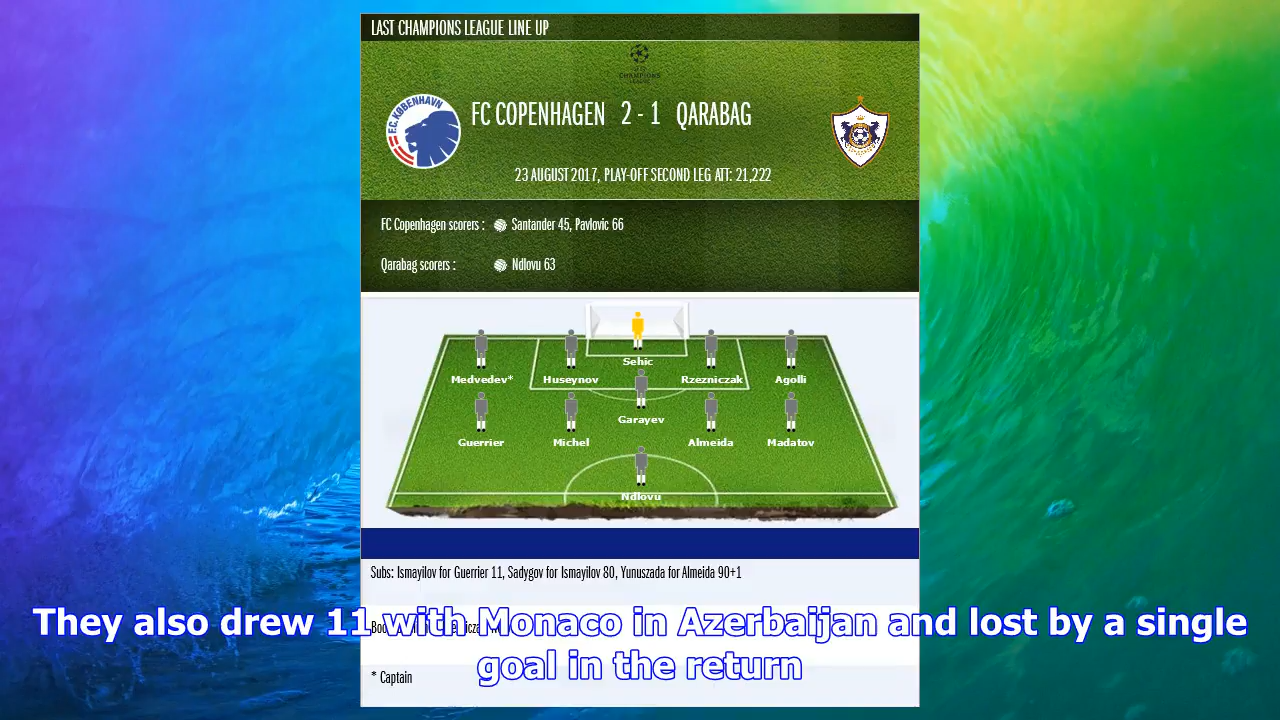 LAST CHAMPIONS LEAGUE LINE UP
CHAMPIONS
LEAGUE
F.C. KØBENHAVN
FC COPENHAGEN 2 - 1 QARABAG
23 AUGUST 2017, PLAY-OFF SECOND LEG ATT: 21,222
FC Copenhagen scorers : Santander 45, Pavlovic 66
Qarabag scorers : Ndlovu 63
Sehic
Medvedev* Huseynov Rzezniczak Agolli
Garayev
Guerrier Michel Almeida Madatov
Ndlovu
Subs: Ismayilov for Guerrier 11, Sadygov for Ismayilov 80, Yunuszada for Almeida 90+1
They also drew 11 with Monaco in Azerbaijan and lost by a single
goal in the return
* Captain